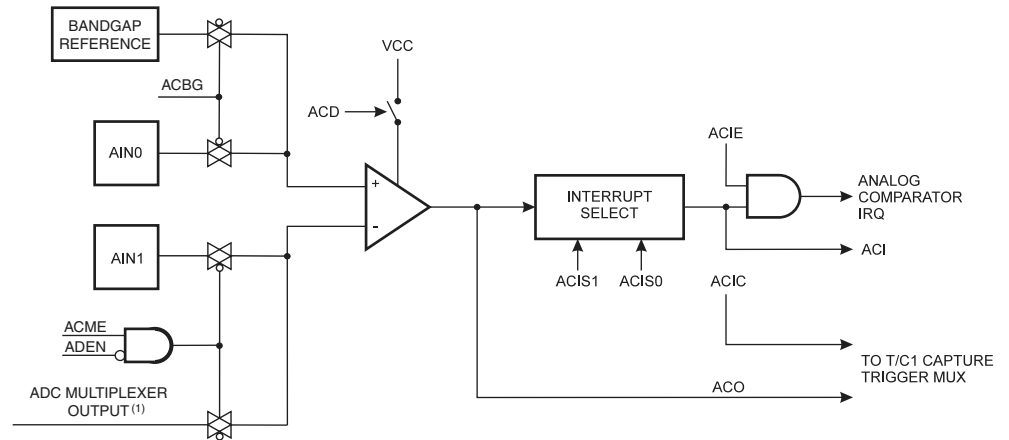 BANDGAP
REFERENCE
ACBG
AIN0
AIN1
ACME
ADEN
ADC MULTIPLEXER
OUTPUT (1)
VCC
ACD
+
-
INTERRUPT
SELECT
ACIS1 ACIS0
ACIE
ANALOG
COMPARATOR
IRQ
ACI
ACIC
TO T/C1 CAPTURE
TRIGGER MUX
ACO